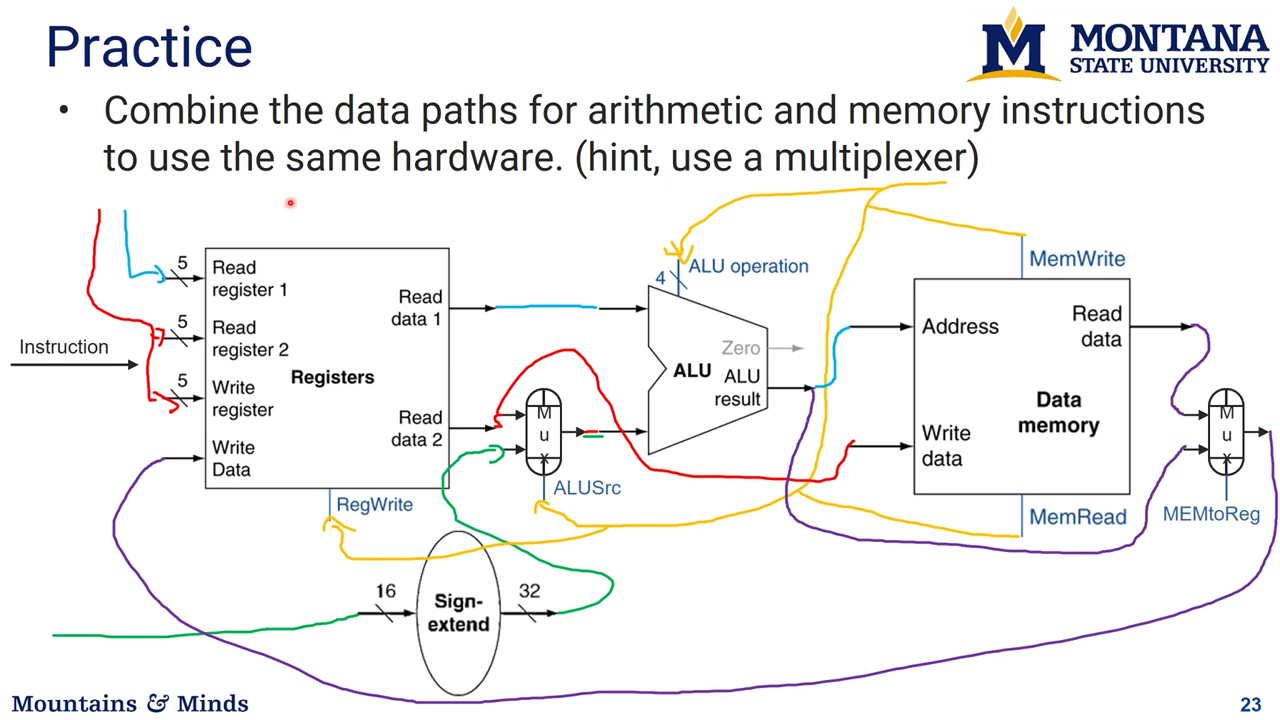 Practice
MONTANA
STATE UNIVERSITY
• Combine the data paths for arithmetic and memory instructions
to use the same hardware. (hint, use a multiplexer)
Instruction
5
Read
register 1
5
Read
register 2
5
Write
register
Write
Data
Registers
Read
data 1
Read
data 2
RegWrite
M
u
x
ALUSrc
16
Sign-
extend
32
4
ALU operation
Zero
ALU
ALU
result
MemWrite
Address
Read
data
Data
memory
Write
data
MemRead
M
u
x
MEMtoReg
Mountains & Minds
23